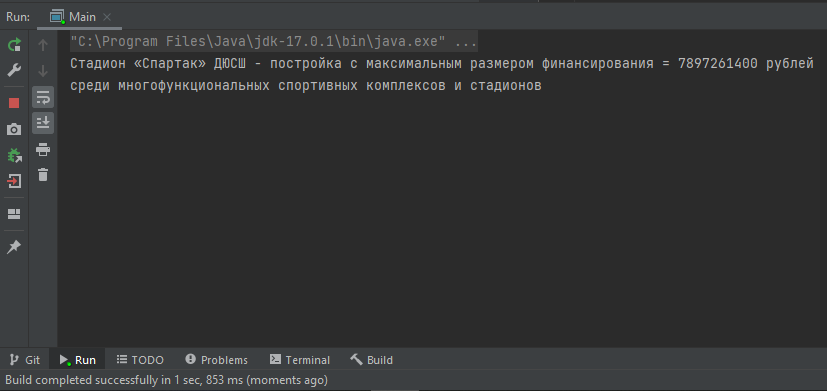 Run: Main
"C:\Program Files\Java\jdk-17.0.1\bin\java.exe" ...
Стадион «Спартак» ДЮСШ - постройка с максимальным размером финансирования = 7897261400 рублей
среди многофункциональных спортивных комплексов и стадионов
Git Run TODO Problems Terminal Build
Build completed successfully in 1 sec, 853 ms (moments ago)